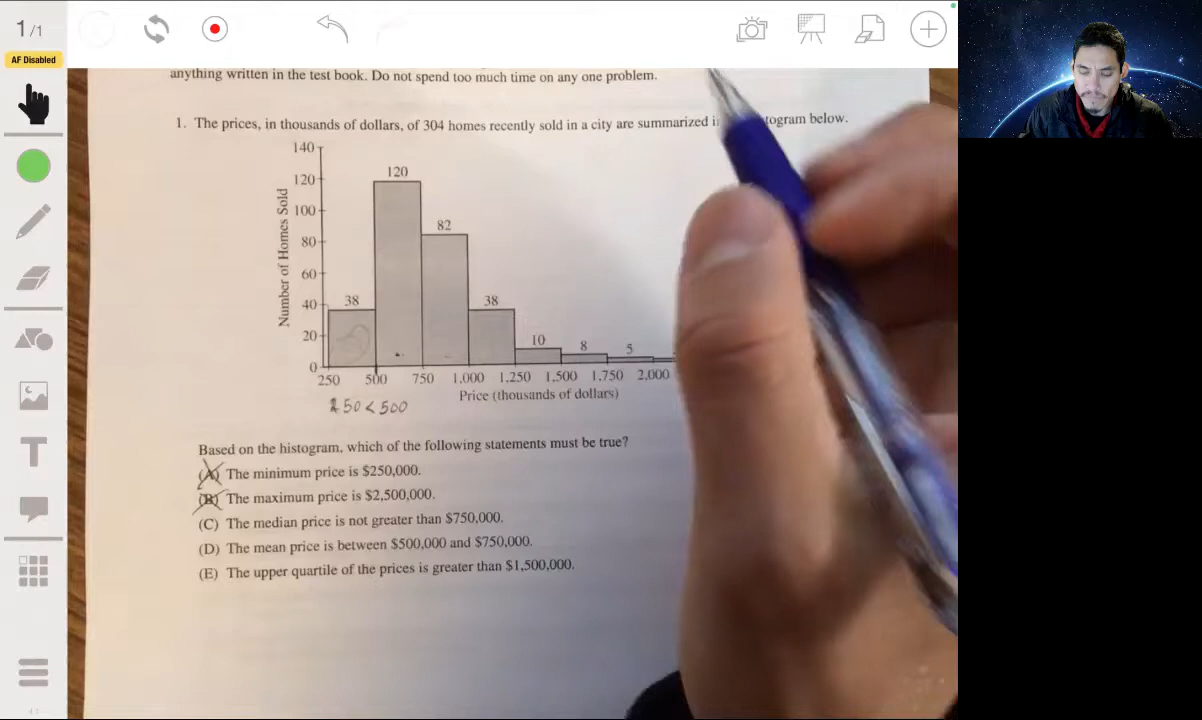 1/1
AF Disabled
anything written in the test book. Do not spend too much time on any one problem.
1. The prices, in thousands of dollars, of 304 homes recently sold in a city are summarized i togram below.
140
120
100
80
60
40
20
0
Number of Homes Sold
38
120
82
38
10
8
5
250 500 750 1,000 1,250 1,500 1,750 2,000
Price (thousands of dollars)
250 < 500
Based on the histogram, which of the following statements must be true?
(A) The minimum price is $250,000.
(B) The maximum price is $2,500,000.
(C) The median price is not greater than $750,000.
(D) The mean price is between $500,000 and $750,000.
(E) The upper quartile of the prices is greater than $1,500,000.
T